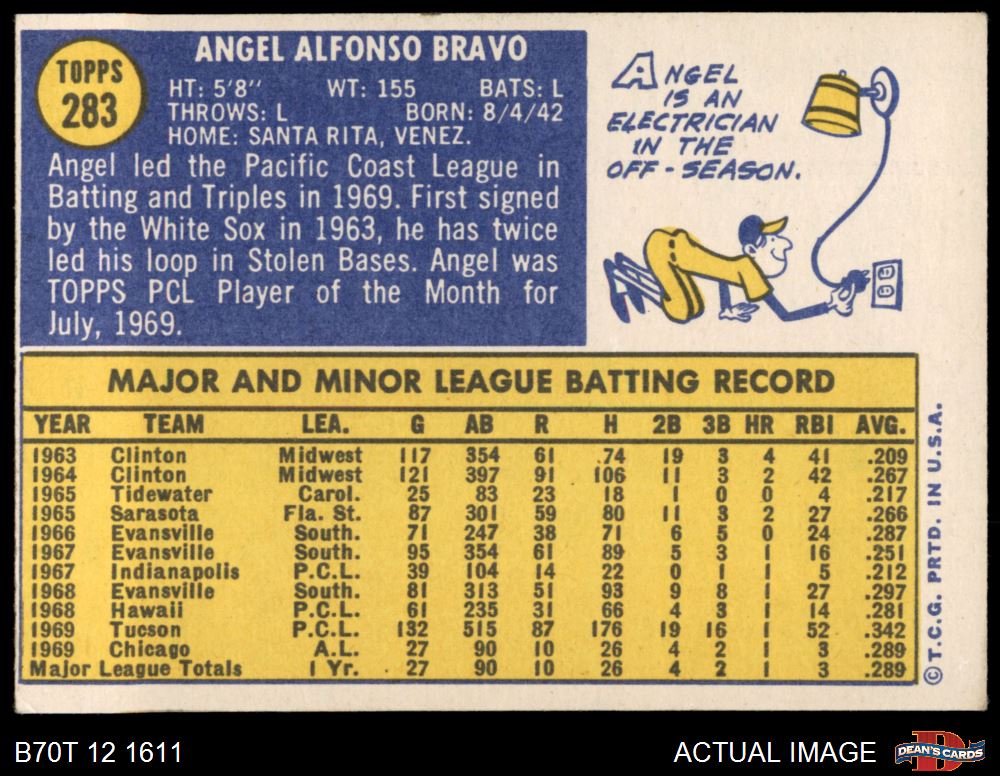 TOPPS
283
ANGEL ALFONSO BRAVO
HT: 5'8" WT: 155 BATS: L
THROWS: L BORN: 8/4/42
HOME: SANTA RITA, VENEZ.
Angel led the Pacific Coast League in
Batting and Triples in 1969. First signed
by the White Sox in 1963, he has twice
led his loop in Stolen Bases. Angel was
TOPPS PCL Player of the Month for
July, 1969.
ANGEL
IS AN
ELECTRICIAN
IN THE
OFF-SEASON.
MAJOR AND MINOR LEAGUE BATTING RECORD
YEAR TEAM LEA. G AB R H 2B 3B HR RBI AVG.
1963 Clinton Midwest 117 354 61 74 19 3 4 41 .209
1964 Clinton Midwest 121 397 91 106 11 3 2 42 .267
1965 Tidewater Carol. 25 83 23 18 1 0 0 4 .217
1965 Sarasota Fla. St. 87 301 59 80 11 3 2 27 .266
1966 Evansville South. 71 247 38 71 6 5 0 24 .287
1967 Evansville South. 95 354 61 89 5 3 1 16 .251
1967 Indianapolis P.C.L. 39 104 14 22 0 1 1 5 .212
1968 Evansville South. 81 313 51 93 9 8 1 27 .297
1968 Hawaii P.C.L. 61 235 31 66 4 3 1 14 .281
1969 Tucson P.C.L. 132 515 87 176 19 16 1 52 .342
1969 Chicago A.L. 27 90 10 26 4 2 1 3 .289
Major League Totals 1 Yr. 27 90 10 26 4 2 1 3 .289
© T.C.G. PRTD. IN U.S.A.
B70T 12 1611
ACTUAL IMAGE
DEAN'S CARDS